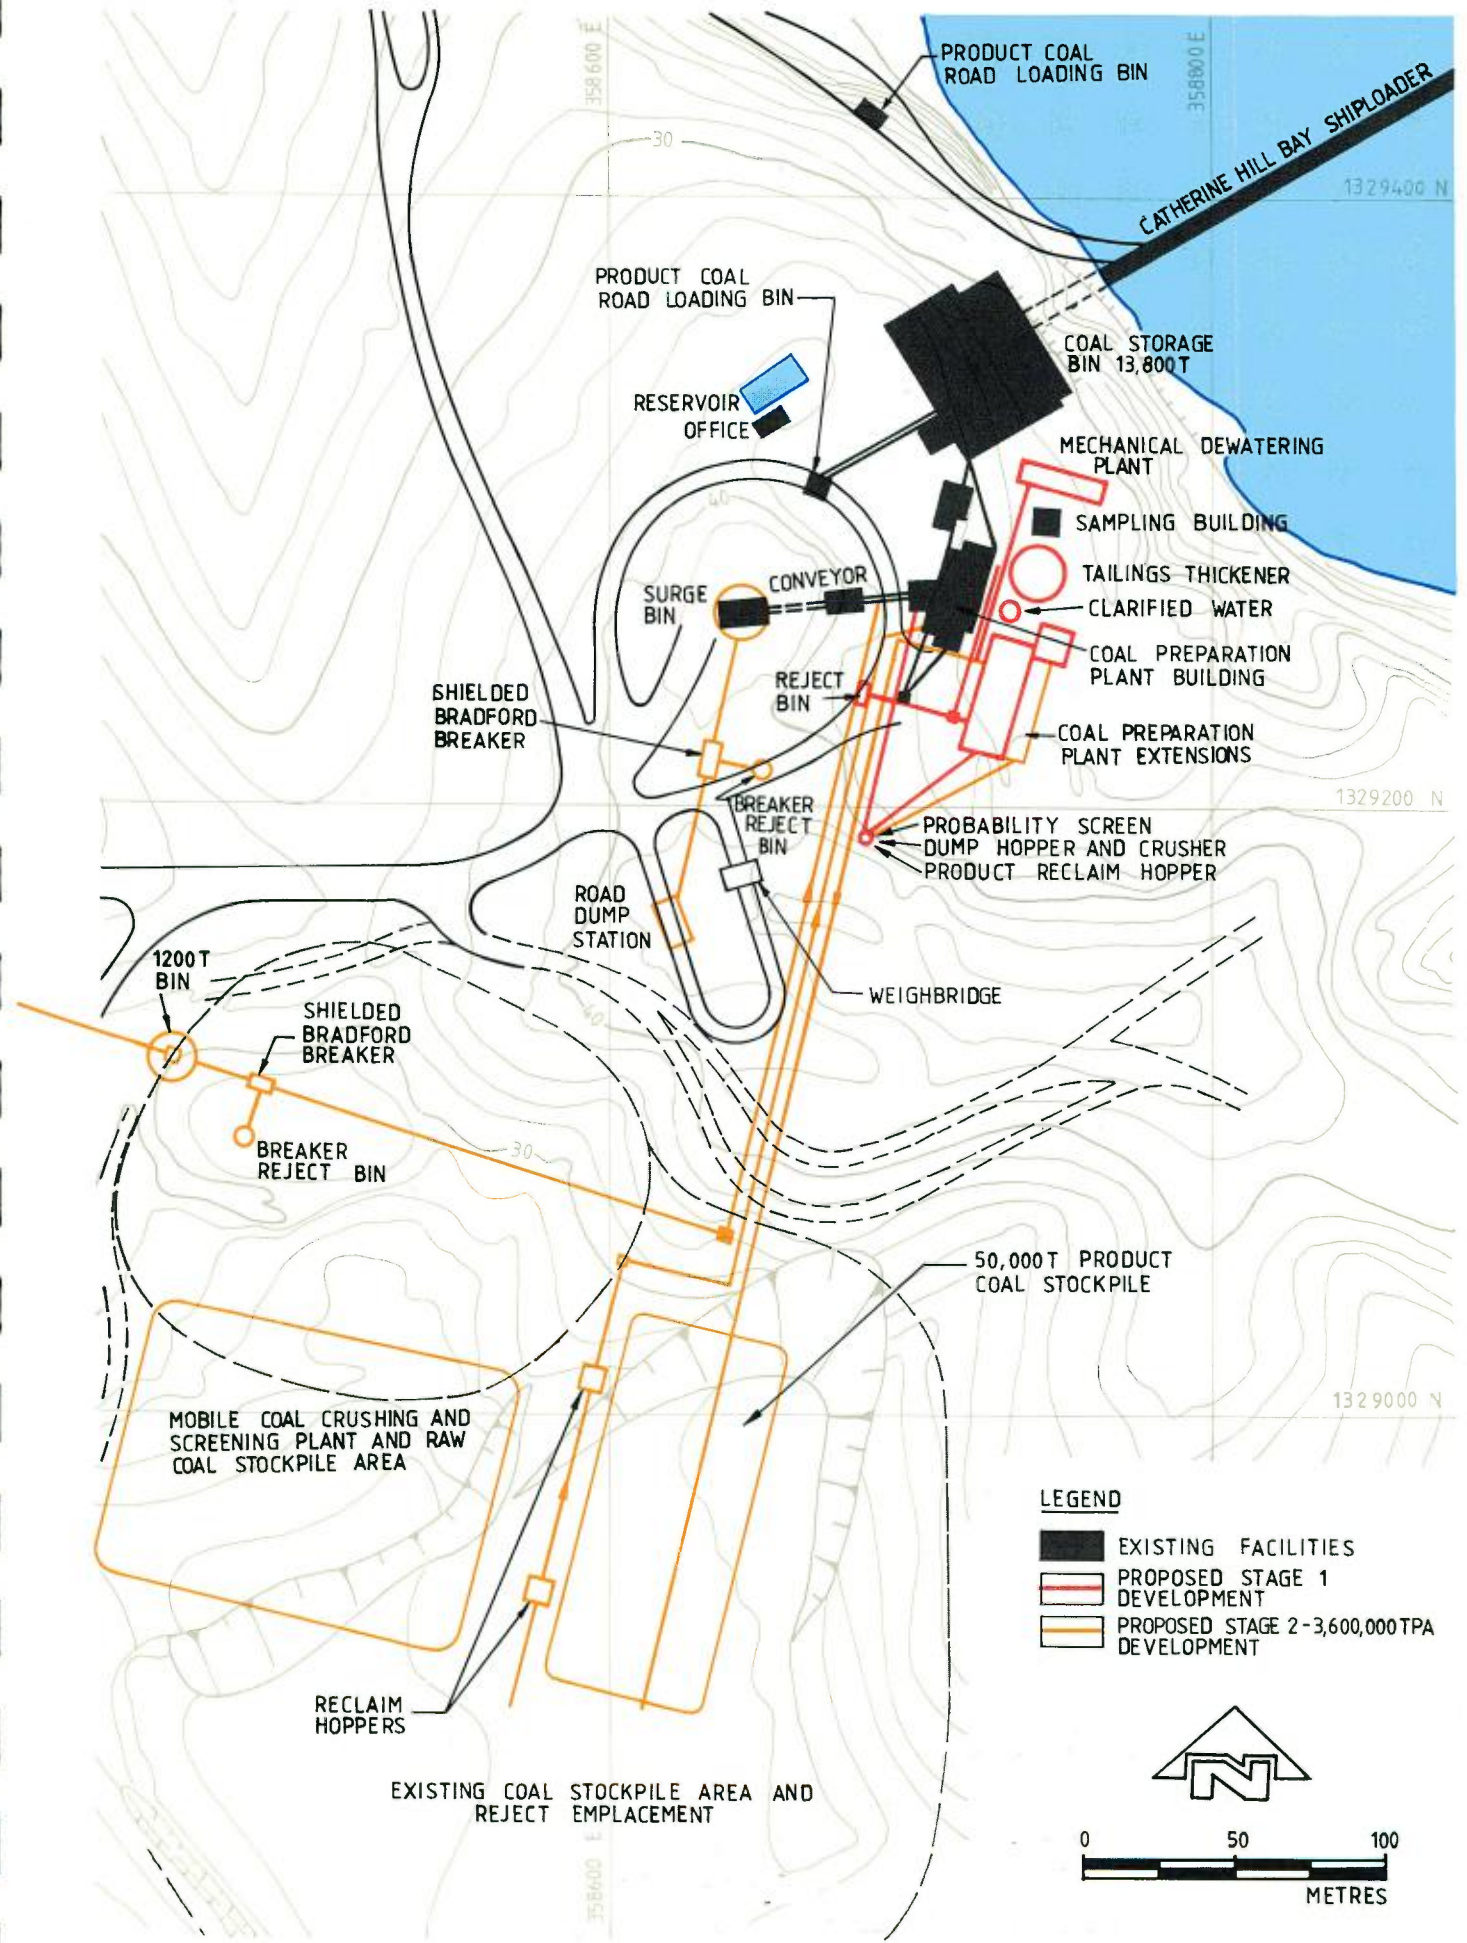 358600 E
358800 E
PRODUCT COAL
ROAD LOADING BIN
30
CATHERINE HILL BAY SHIPLOADER
1329400 N
PRODUCT COAL
ROAD LOADING BIN
COAL STORAGE
BIN 13,800T
RESERVOIR
OFFICE
MECHANICAL DEWATERING
PLANT
40
SAMPLING BUILDING
CONVEYOR
SURGE
BIN
TAILINGS THICKENER
CLARIFIED WATER
COAL PREPARATION
PLANT BUILDING
REJECT
BIN
SHIELDED
BRADFORD
BREAKER
COAL PREPARATION
PLANT EXTENSIONS
1329200 N
BREAKER
REJECT
BIN
PROBABILITY SCREEN
DUMP HOPPER AND CRUSHER
PRODUCT RECLAIM HOPPER
ROAD
DUMP
STATION
1200T
BIN
WEIGHBRIDGE
SHIELDED
BRADFORD
BREAKER
40
BREAKER
REJECT BIN
30
50,000T PRODUCT
COAL STOCKPILE
1329000 N
MOBILE COAL CRUSHING AND
SCREENING PLANT AND RAW
COAL STOCKPILE AREA
LEGEND
EXISTING FACILITIES
PROPOSED STAGE 1
DEVELOPMENT
PROPOSED STAGE 2-3,600,000TPA
DEVELOPMENT
RECLAIM
HOPPERS
N
EXISTING COAL STOCKPILE AREA AND
REJECT EMPLACEMENT
358600 E
0 50 100
METRES